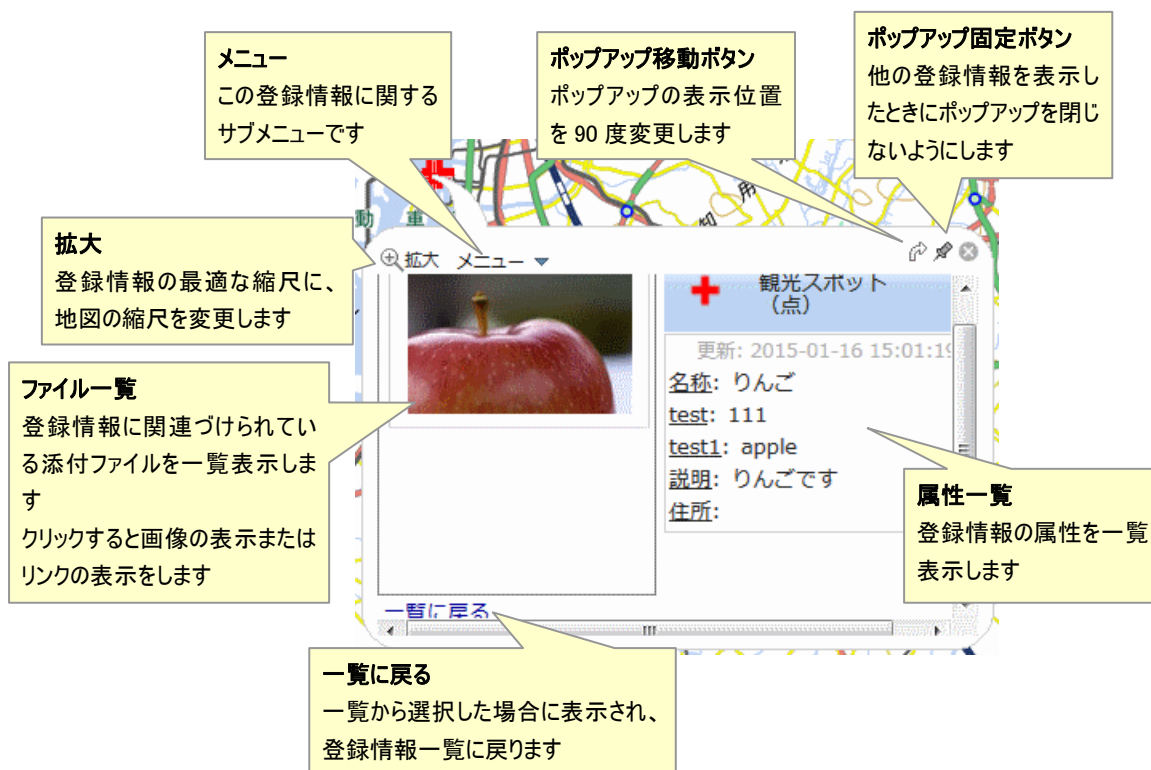 メニュー
この登録情報に関する
サブメニューです
ポップアップ移動ボタン
ポップアップの表示位置
を 90 度変更します
ポップアップ固定ボタン
他の登録情報を表示し
たときにポップアップを閉じ
ないようにします
動 重
知 用
拡大
登録情報の最適な縮尺に、
地図の縮尺を変更します
拡大 メニュー ▼
観光スポット
(点)
更新: 2015-01-16 15:01:19
名称: りんご
test: 111
test1: apple
説明: りんごです
住所:
ファイル一覧
登録情報に関連づけられてい
る添付ファイルを一覧表示しま
す
クリックすると画像の表示または
リンクの表示をします
属性一覧
登録情報の属性を一覧
表示します
一覧に戻る
一覧に戻る
一覧から選択した場合に表示され、
登録情報一覧に戻ります